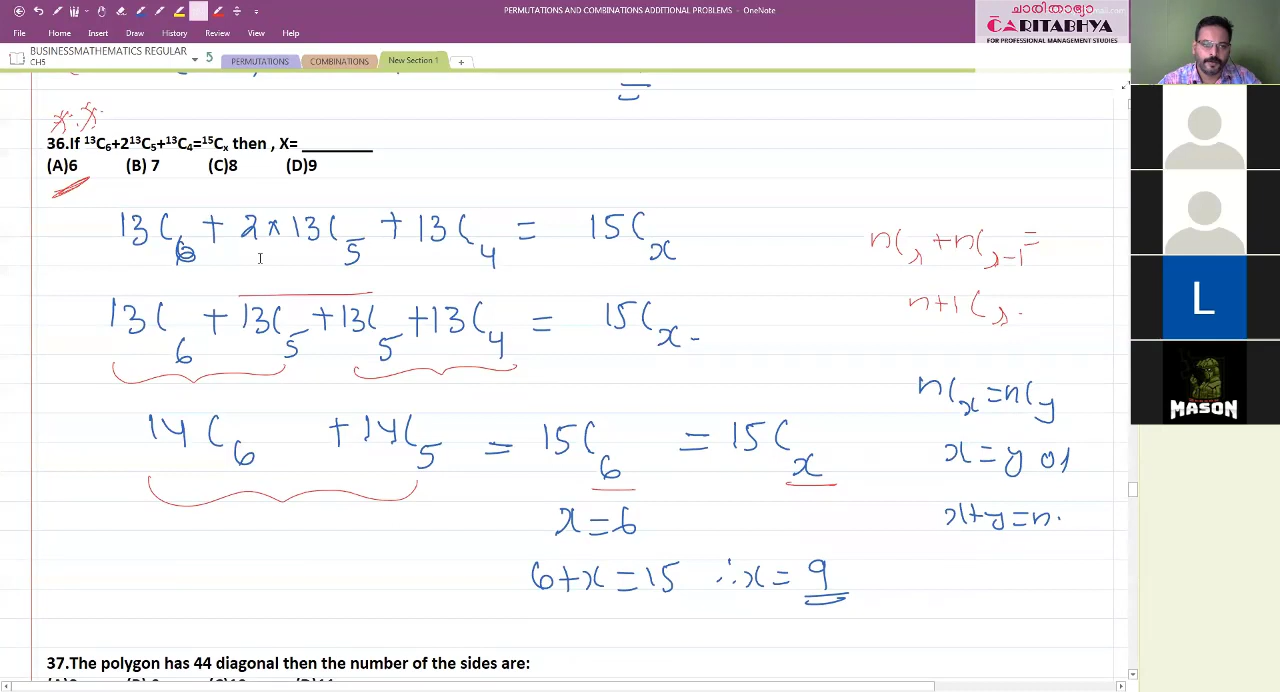 PERMUTATIONS AND COMBINATIONS ADDITIONAL PROBLEMS - OneNote
ചാരിതാഭ്യാ
CARITABHYA
FOR PROFESSIONAL MANAGEMENT STUDIES
File Home Insert Draw History Review View Help
BUSINESSMATHEMATICS REGULAR
CH5
PERMUTATIONS COMBINATIONS New Section 1 +
36.If ¹³C₆+2¹³C₅+¹³C₄=¹⁵Cₓ then , X= ________
(A)6 (B) 7 (C)8 (D)9
13C₆ + 2 × 13C₅ + 13C₄ = 15Cₓ
nCᵣ + nCᵣ₋₁ =
n+1Cᵣ.
13C₆ + 13C₅ + 13C₅ + 13C₄ = 15Cₓ
nCₓ = nCy
14C₆ + 14C₅ = 15C₆ = 15Cₓ
x = y or
x = 6
x+y=n.
6+x = 15 ∴x = 9
37.The polygon has 44 diagonal then the number of the sides are:
L
MASON